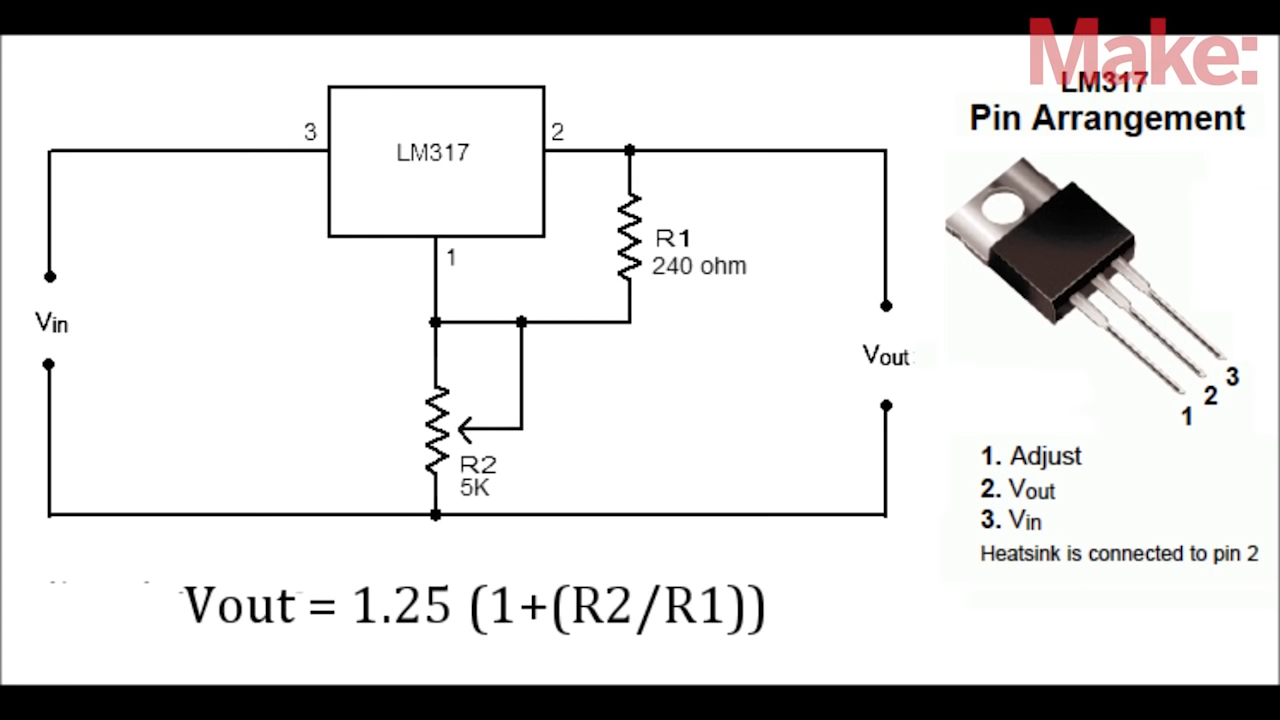 Make:
LM317
Pin Arrangement
3
LM317
2
1
R1
240 ohm
Vin
Vout
R2
5K
3
2
1
1. Adjust
2. Vout
3. Vin
Heatsink is connected to pin 2
Vout = 1.25 (1+(R2/R1))